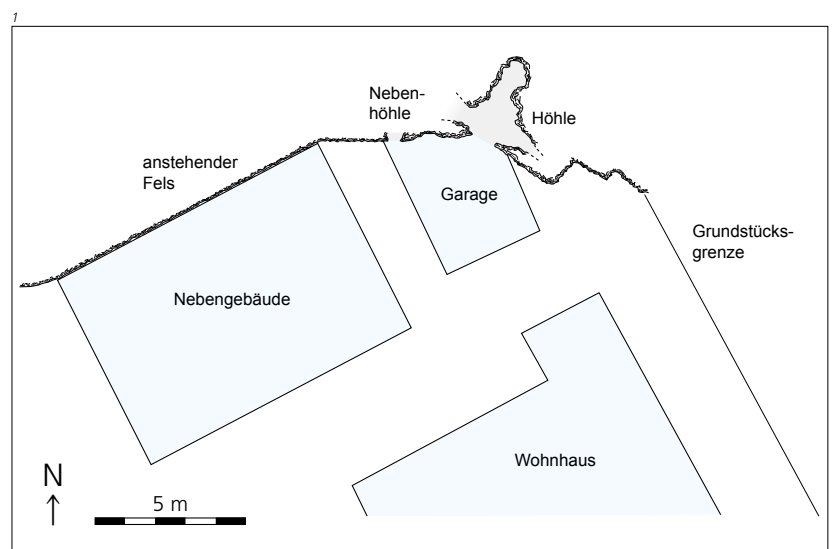 1
Neben-
höhle
Höhle
anstehender
Fels
Garage
Grundstücks-
grenze
Nebengebäude
Wohnhaus
N
5 m